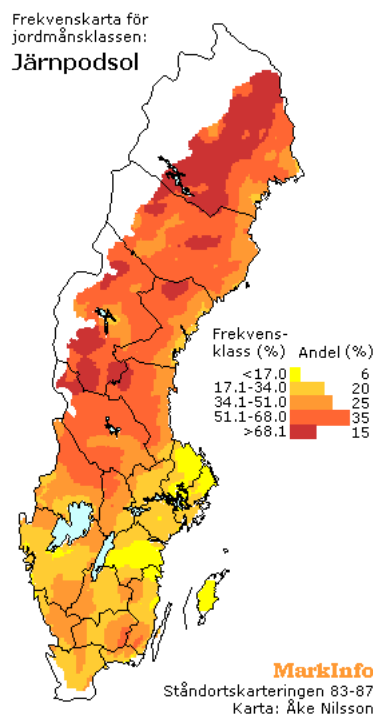 Frekvenskarta för
jordmånsklassen:
Järnpodsol
Frekvens-
klass (%) Andel (%)
<17.0 6
17.1-34.0 20
34.1-51.0 25
51.1-68.0 35
>68.1 15
MarkInfo
Ståndortskarteringen 83-87
Karta: Åke Nilsson